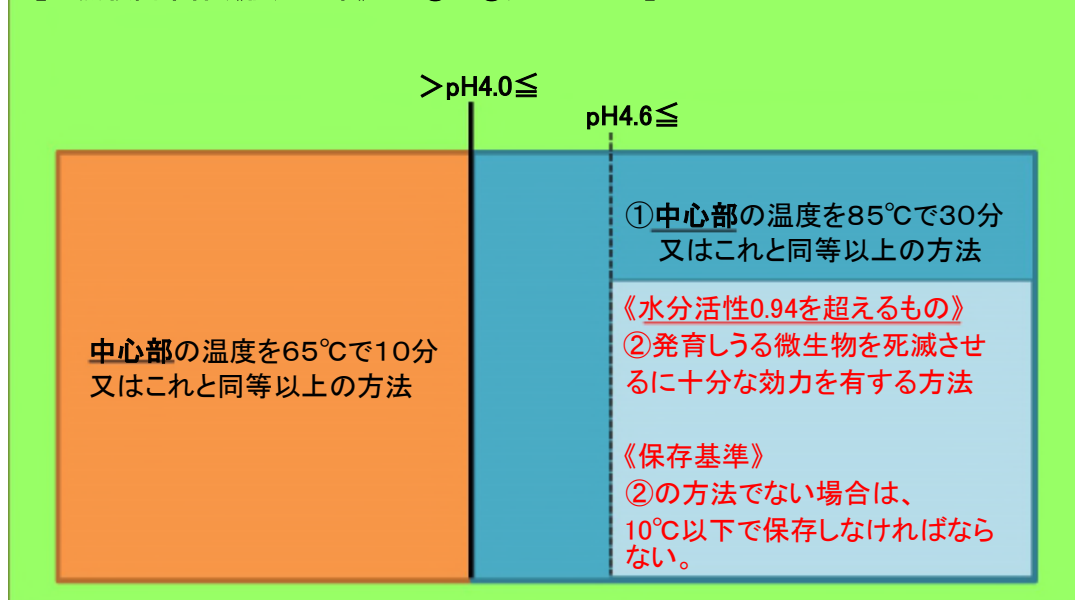 ＞pH4.0≦
pH4.6≦
①中心部の温度を85℃で30分
又はこれと同等以上の方法
《水分活性0.94を超えるもの》
②発育しうる微生物を死滅させ
るに十分な効力を有する方法
中心部の温度を65℃で10分
又はこれと同等以上の方法
《保存基準》
②の方法でない場合は、
10℃以下で保存しなければなら
ない。